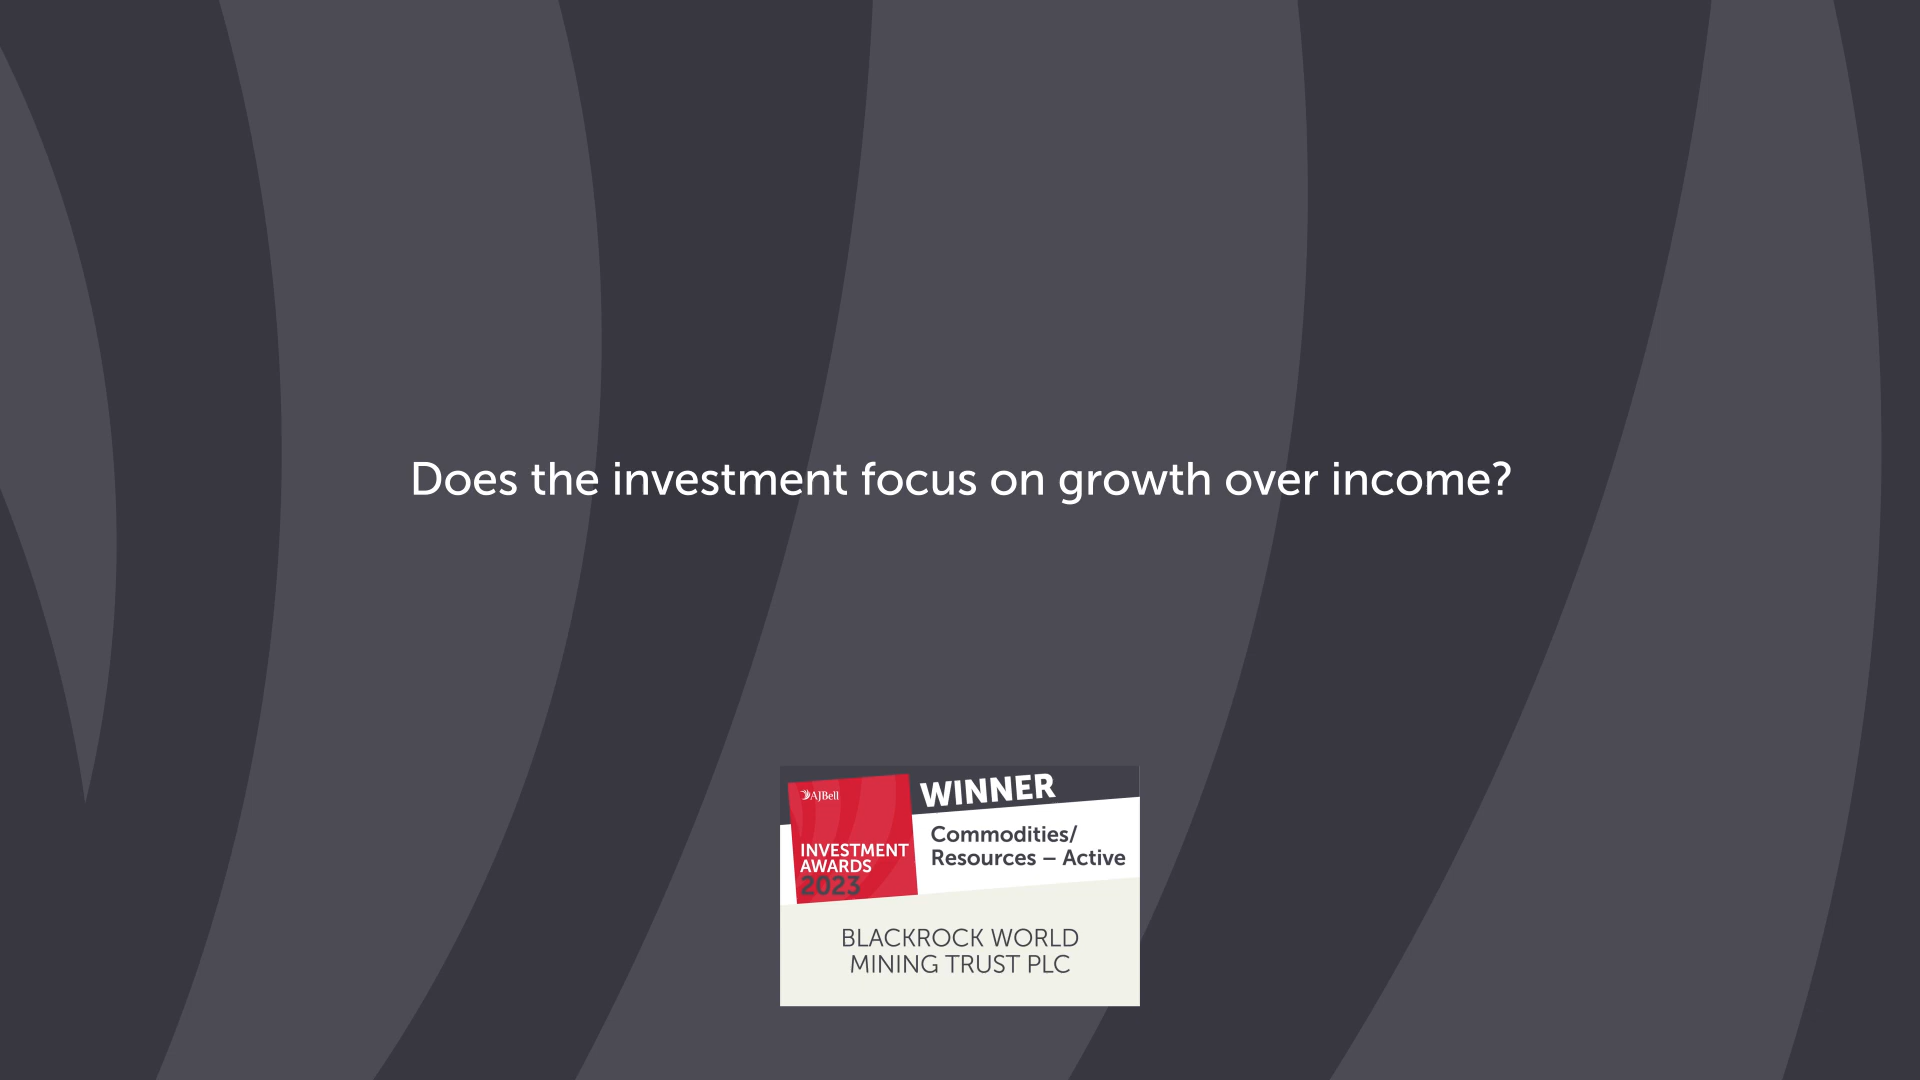 Does the investment focus on growth over income?
AJBell
INVESTMENT
AWARDS
2023
WINNER
Commodities/
Resources – Active
BLACKROCK WORLD
MINING TRUST PLC